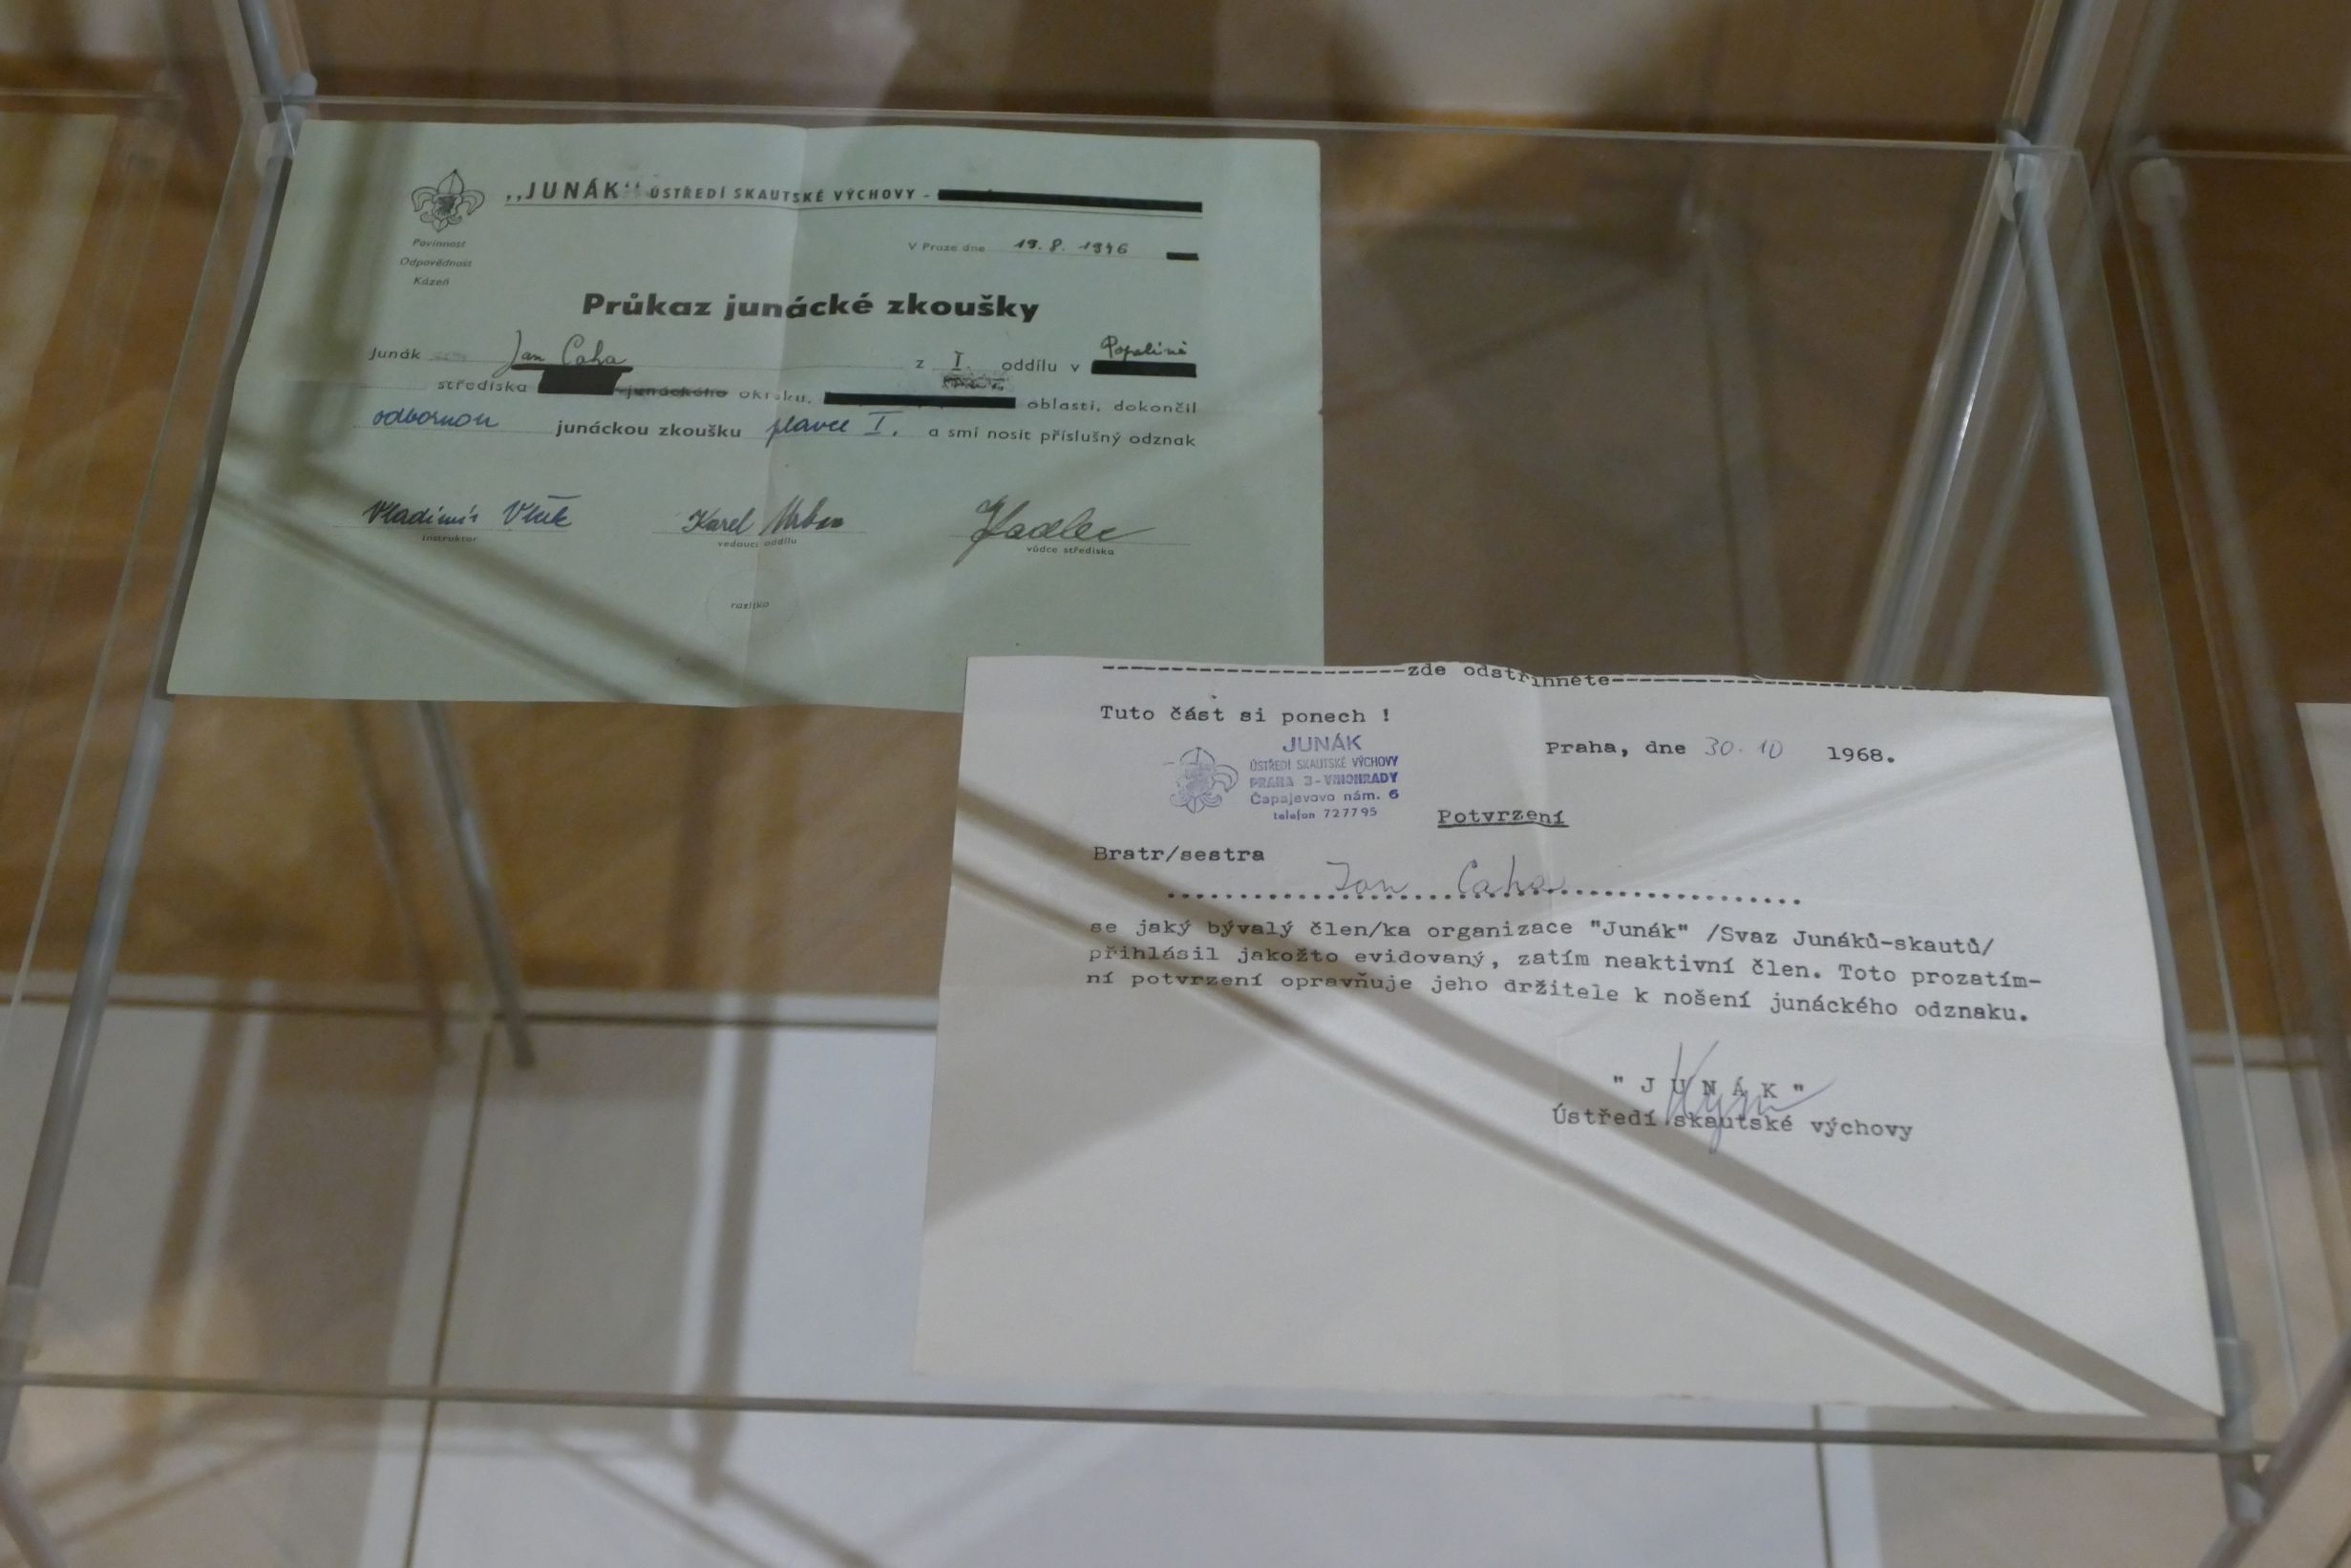 „JUNÁK“ ÚSTŘEDÍ SKAUTSKÉ VÝCHOVY -
Povinnost
Odpovědnost
Kázeň
V Praze dne 19. 8. 1946
Průkaz junácké zkoušky
Junák Jan Caha z I. oddílu v
střediska junáckého okrsku, oblasti, dokončil
odbornou junáckou zkoušku plavce I. a smí nosit příslušný odznak
Vladimír Vlček
Karel Urban
Kadlec
instruktor
vedoucí oddílu
vůdce střediska
razítko
zde odstřihněte
Tuto část si ponech !
JUNÁK
ÚSTŘEDÍ SKAUTSKÉ VÝCHOVY
PRAHA 3-VINOHRADY
Čapajevovo nám. 6
telefon 727795
Praha, dne 30. 10 1968.
Potvrzení
Bratr/sestra
Jan Caha
se jaký bývalý člen/ka organizace "Junák" /Svaz Junáků-skautů/
přihlásil jakožto evidovaný, zatím neaktivní člen. Toto prozatím-
ní potvrzení opravňuje jeho držitele k nošení junáckého odznaku.
" J U N Á K "
Ústředí skautské výchovy